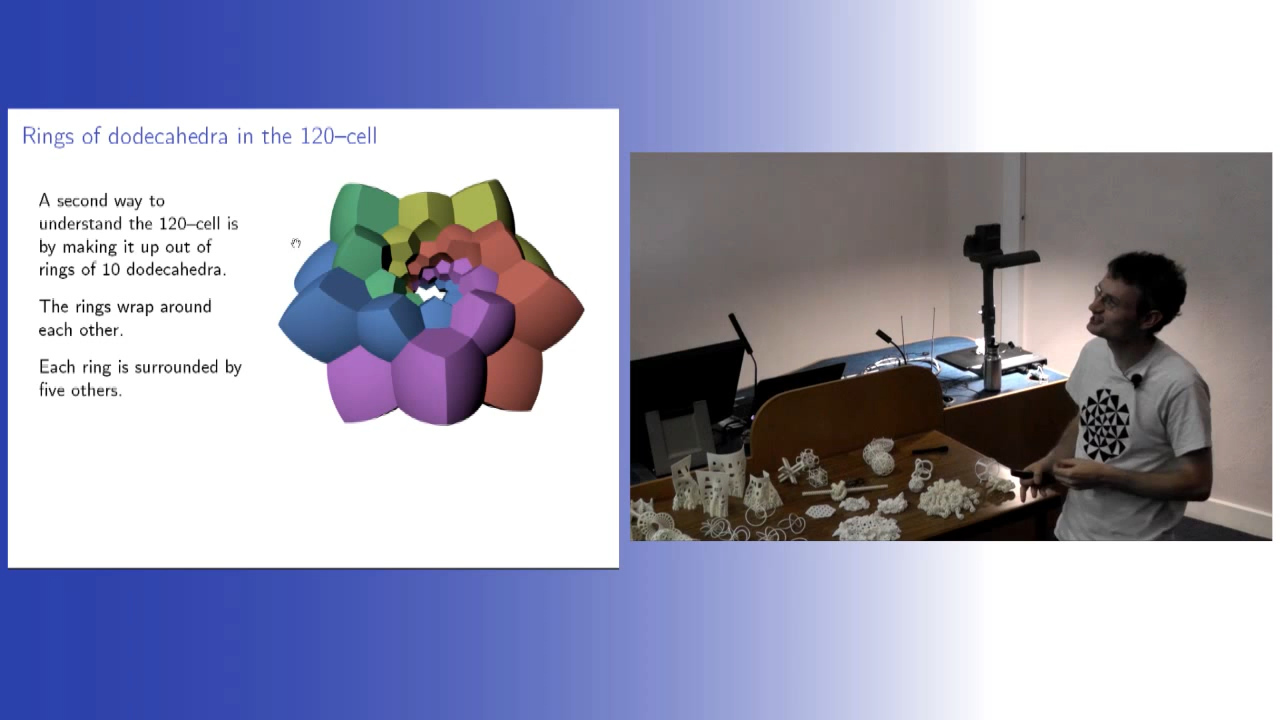 Rings of dodecahedra in the 120–cell
A second way to
understand the 120–cell is
by making it up out of
rings of 10 dodecahedra.
The rings wrap around
each other.
Each ring is surrounded by
five others.